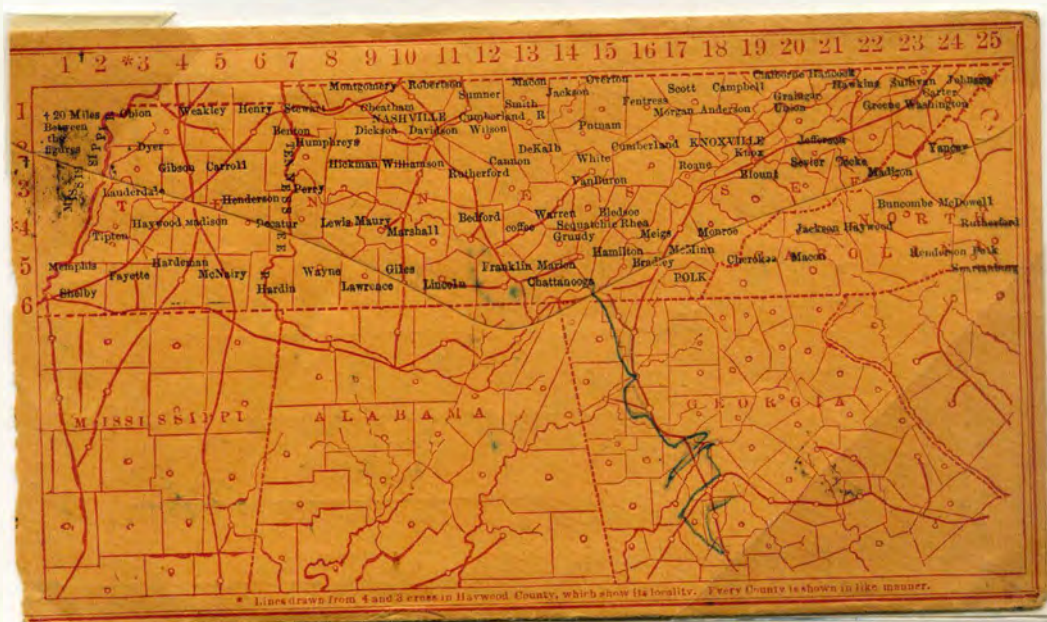 1 2 *3 4 5 6 7 8 9 10 11 12 13 14 15 16 17 18 19 20 21 22 23 24 25
Montgomery Robertson Macon Overton Claiborne Hancock
Sumner Jackson Scott Campbell Hawkins Sullivan Johnson
1 † 20 Miles Obion Weakley Henry Stewart Cheatham Smith Fentress Grainger Carter
Between NASHVILLE Cumberland R Morgan Anderson Union Greene Washington
the Benton Dickson Davidson Wilson Putnam
figures Dyer Humphreys DeKalb Cumberland KNOXVILLE Jefferson
Gibson Carroll Hickman Williamson Cannon White Roane Knox Sevier Cocke Yancey
3 Rutherford VanBuron Blount Madison
Lauderdale Henderson Perry
TENNESSEE
MISSISSIPPI
TENNESSEE R
Buncombe McDowell
Haywood Madison Decatur Lewis Maury Bedford coffee Warren Bledsoe NORTH
4 Sequatchie Rhea Rutherford
Tipton Marshall Grundy Meigs Monroe Jackson Haywood
Hardeman Hamilton McMinn CAROL
5 Memphis Fayette McNairy Wayne Giles Franklin Marion Bradley Cherokee Macon Henderson Polk
Shelby Hardin Lawrence Lincoln Chattanooga POLK Spartanburg
6
MISSISSIPPI ALABAMA GEORGIA
* Lines drawn from 4 and 3 cross in Haywood County, which show its locality. Every County is shown in like manner.